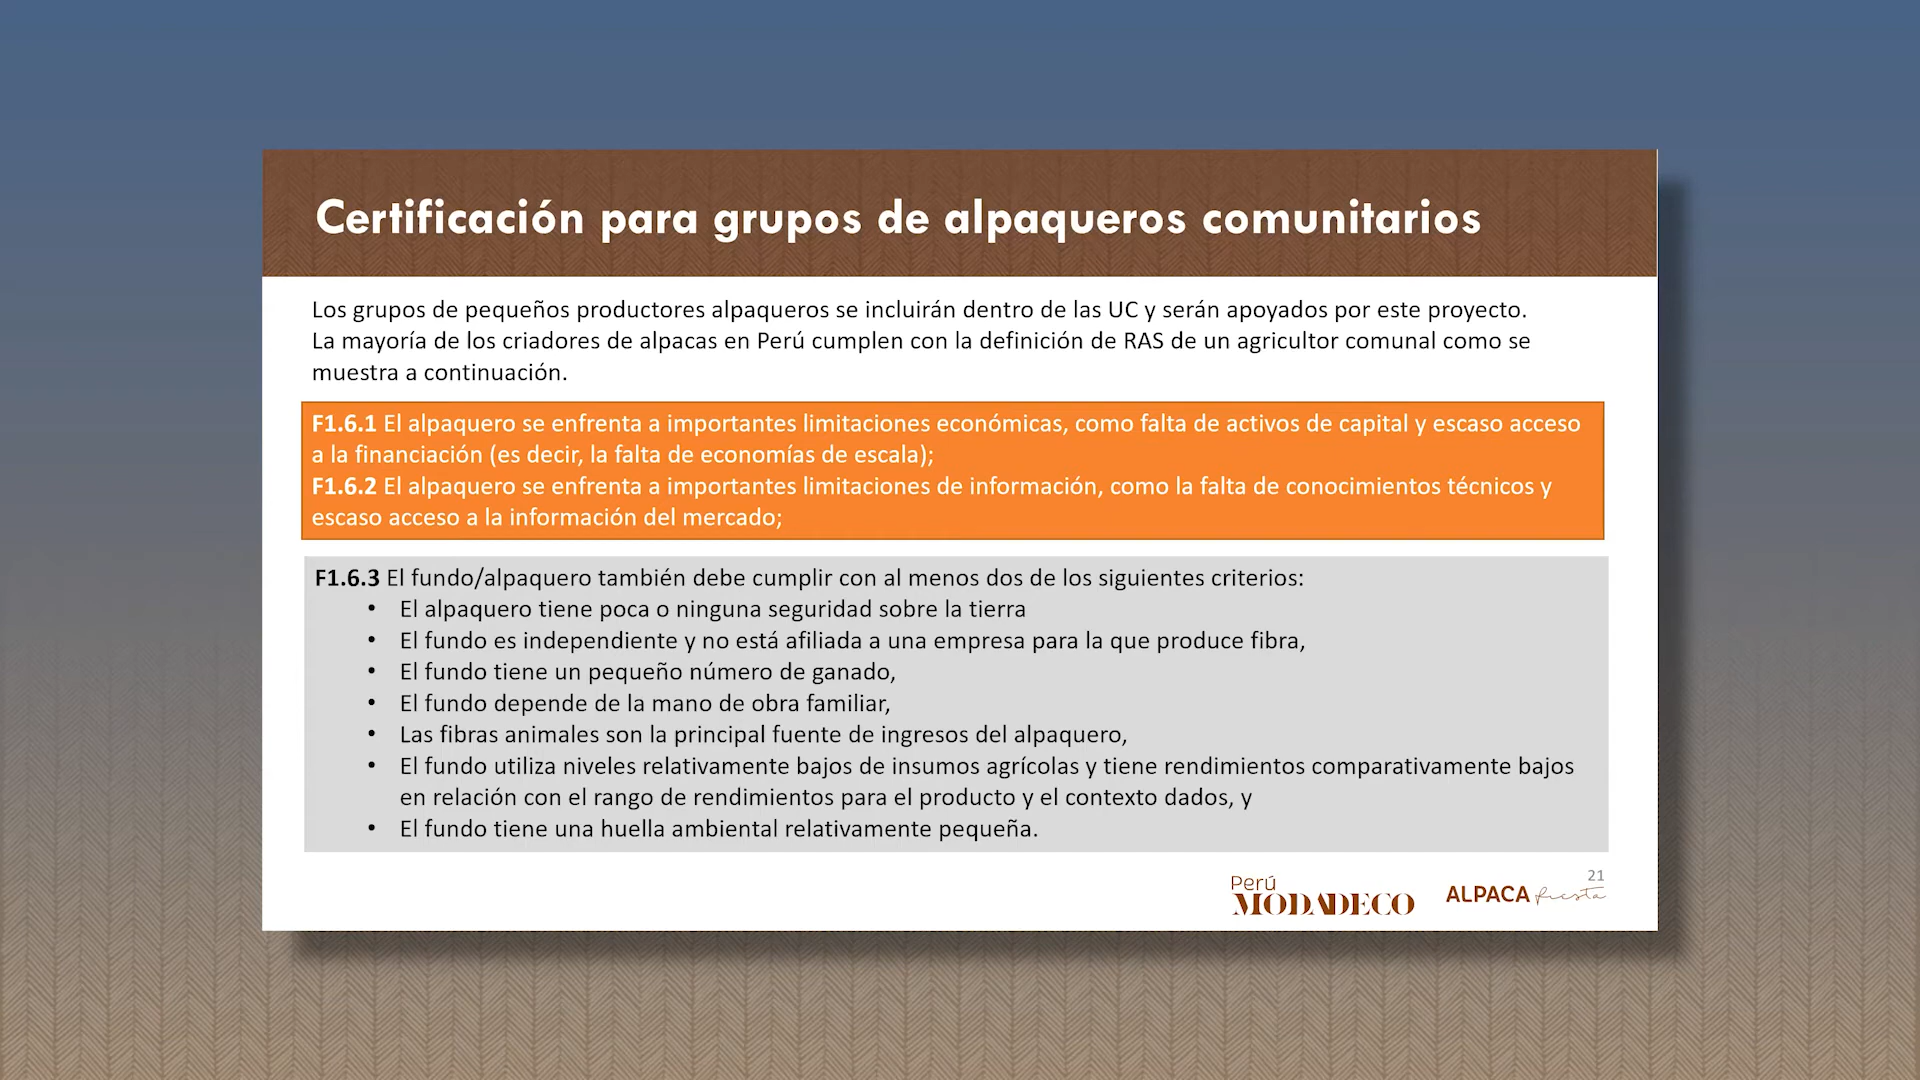 Certificación para grupos de alpaqueros comunitarios
Los grupos de pequeños productores alpaqueros se incluirán dentro de las UC y serán apoyados por este proyecto.
La mayoría de los criadores de alpacas en Perú cumplen con la definición de RAS de un agricultor comunal como se
muestra a continuación.
F1.6.1 El alpaquero se enfrenta a importantes limitaciones económicas, como falta de activos de capital y escaso acceso
a la financiación (es decir, la falta de economías de escala);
F1.6.2 El alpaquero se enfrenta a importantes limitaciones de información, como la falta de conocimientos técnicos y
escaso acceso a la información del mercado;
F1.6.3 El fundo/alpaquero también debe cumplir con al menos dos de los siguientes criterios:
• El alpaquero tiene poca o ninguna seguridad sobre la tierra
• El fundo es independiente y no está afiliada a una empresa para la que produce fibra,
• El fundo tiene un pequeño número de ganado,
• El fundo depende de la mano de obra familiar,
• Las fibras animales son la principal fuente de ingresos del alpaquero,
• El fundo utiliza niveles relativamente bajos de insumos agrícolas y tiene rendimientos comparativamente bajos
en relación con el rango de rendimientos para el producto y el contexto dados, y
• El fundo tiene una huella ambiental relativamente pequeña.
21
Perú
MODADECO
ALPACA fiesta